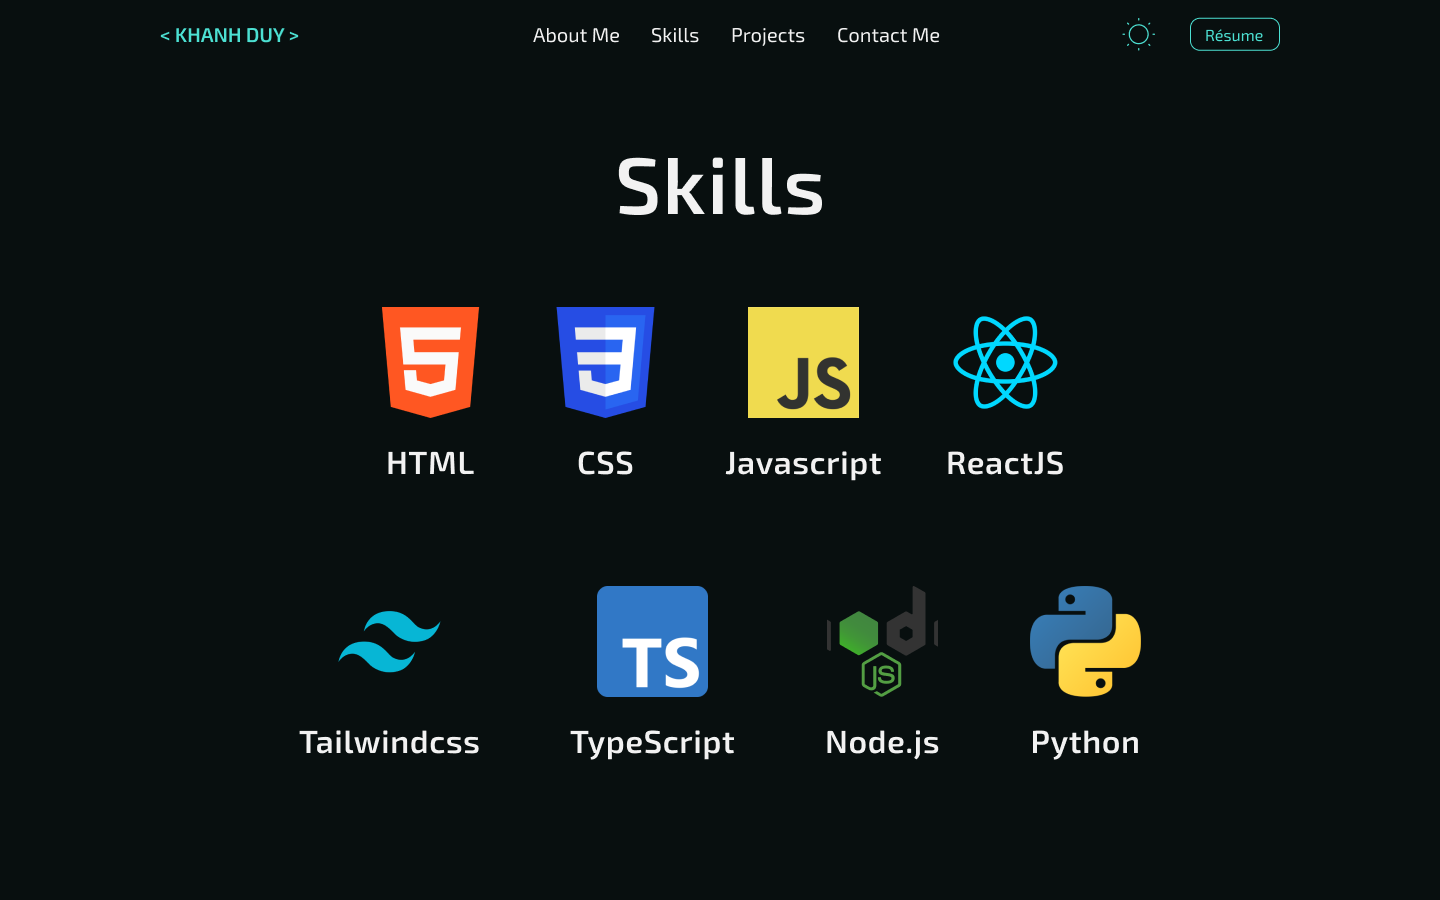 < KHANH DUY > About Me Skills Projects Contact Me Résume
Skills
5 3 JS
HTML CSS Javascript ReactJS
TS JS
Tailwindcss TypeScript Node.js Python